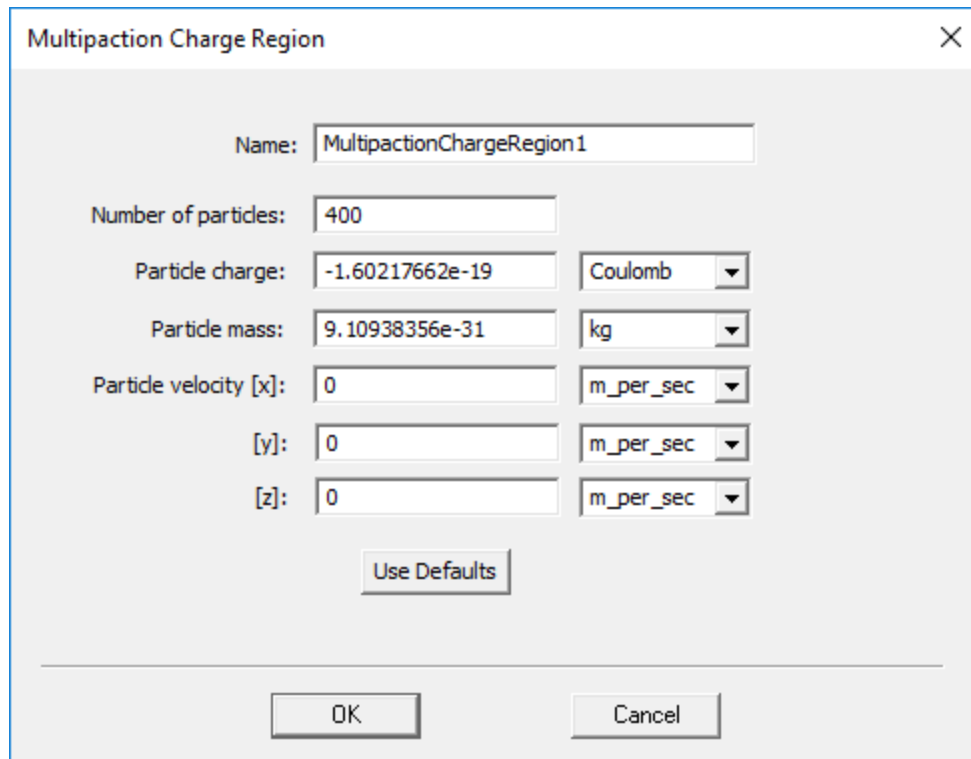 Multipaction Charge Region
Name: MultipactionChargeRegion1
Number of particles: 400
Particle charge: -1.60217662e-19 Coulomb
Particle mass: 9.10938356e-31 kg
Particle velocity [x]: 0 m_per_sec
[y]: 0 m_per_sec
[z]: 0 m_per_sec
Use Defaults
OK Cancel